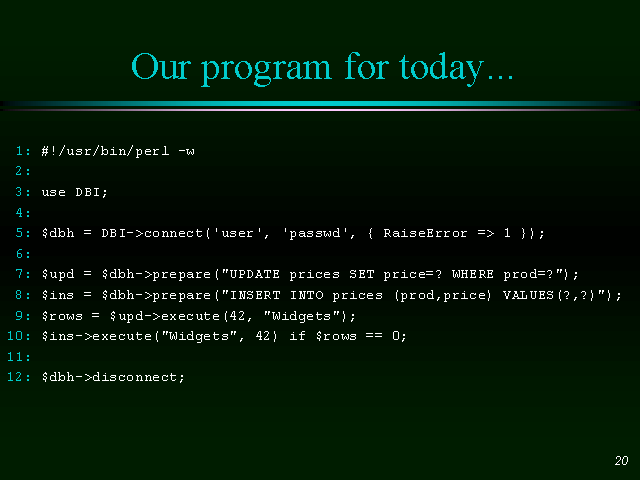 Our program for today...
1: #!/usr/bin/perl -w
2:
3: use DBI;
4:
5: $dbh = DBI->connect('user', 'passwd', { RaiseError => 1 });
6:
7: $upd = $dbh->prepare("UPDATE prices SET price=? WHERE prod=?");
8: $ins = $dbh->prepare("INSERT INTO prices (prod,price) VALUES(?,?)");
9: $rows = $upd->execute(42, "Widgets");
10: $ins->execute("Widgets", 42) if $rows == 0;
11:
12: $dbh->disconnect;
20